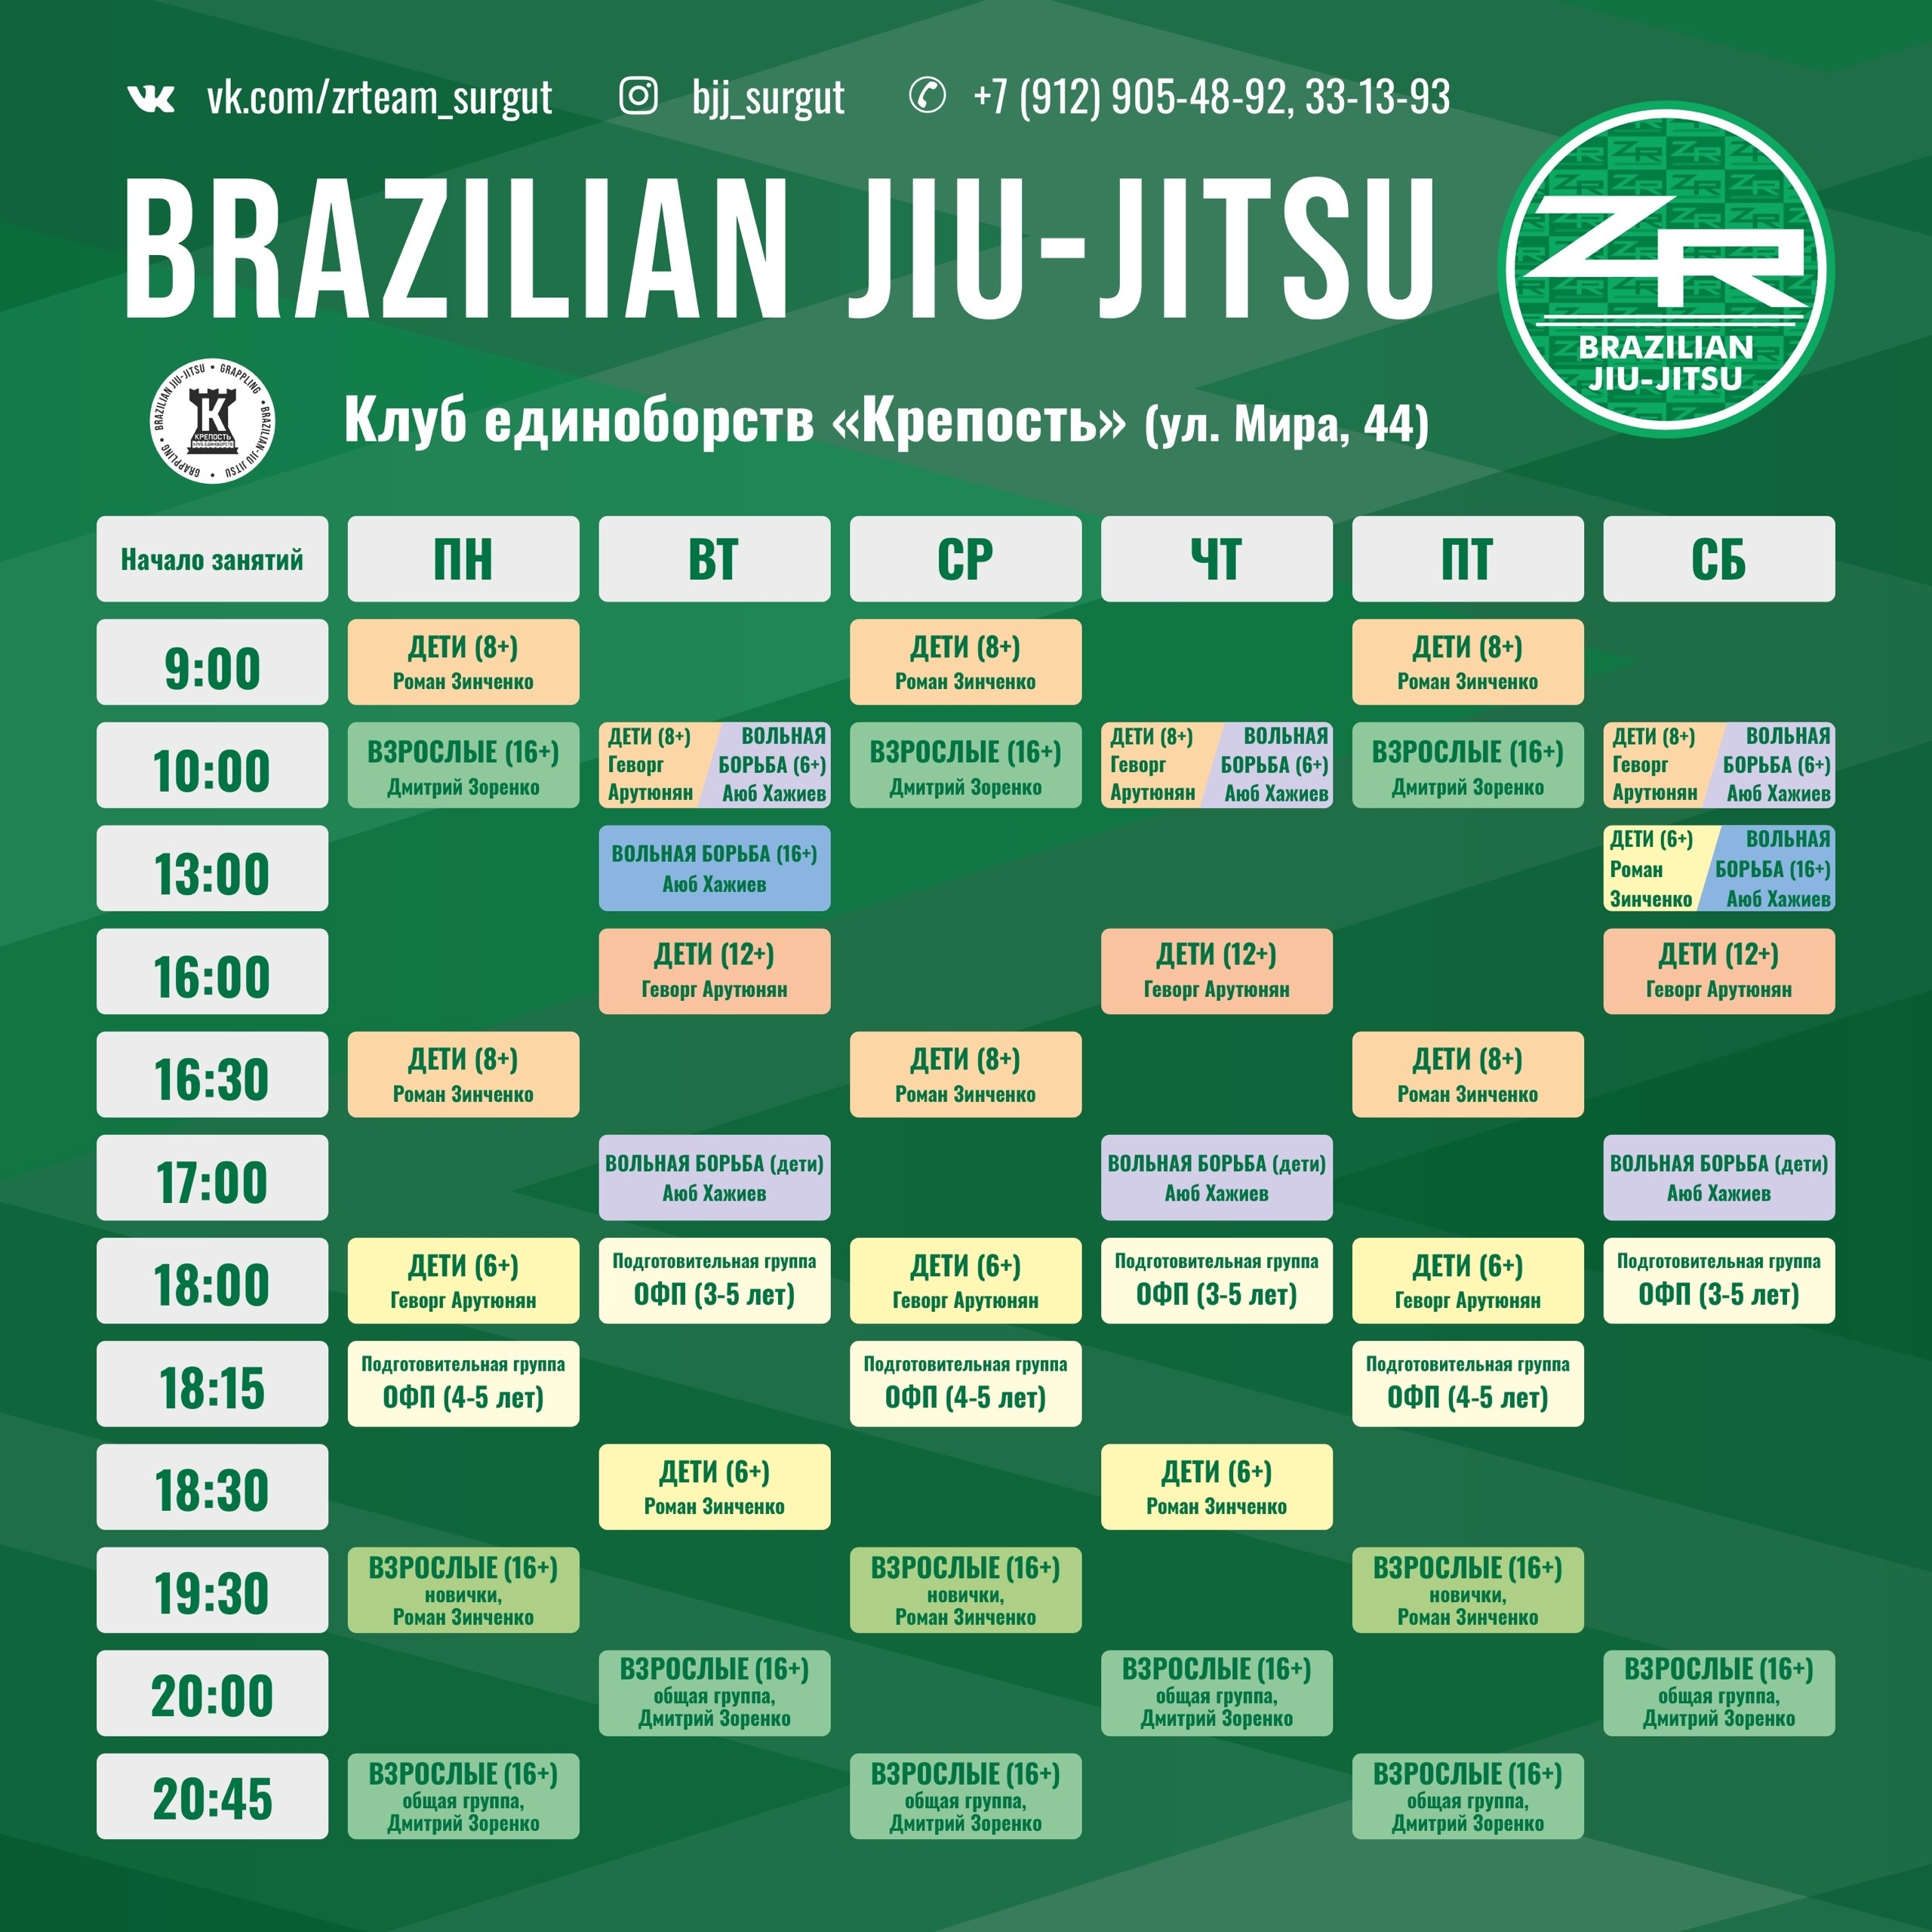 vk.com/zrteam_surgut
bjj_surgut
+7 (912) 905-48-92, 33-13-93
BRAZILIAN JIU-JITSU
ZR
BRAZILIAN
JIU-JITSU
BRAZILIAN JIU-JITSU • GRAPPLING • BRAZILIAN JIU JITSU • GRAPPLING •
К
КРЕПОСТЬ
КЛУБ ЕДИНОБОРСТВ
Клуб единоборств «Крепость» (ул. Мира, 44)
Начало занятий
ПН
ВТ
СР
ЧТ
ПТ
СБ
9:00
ДЕТИ (8+)
Роман Зинченко
ДЕТИ (8+)
Роман Зинченко
ДЕТИ (8+)
Роман Зинченко
10:00
ВЗРОСЛЫЕ (16+)
Дмитрий Зоренко
ДЕТИ (8+)
Геворг
Арутюнян
ВОЛЬНАЯ
БОРЬБА (6+)
Аюб Хажиев
ВЗРОСЛЫЕ (16+)
Дмитрий Зоренко
ДЕТИ (8+)
Геворг
Арутюнян
ВОЛЬНАЯ
БОРЬБА (6+)
Аюб Хажиев
ВЗРОСЛЫЕ (16+)
Дмитрий Зоренко
ДЕТИ (8+)
Геворг
Арутюнян
ВОЛЬНАЯ
БОРЬБА (6+)
Аюб Хажиев
13:00
ВОЛЬНАЯ БОРЬБА (16+)
Аюб Хажиев
ДЕТИ (6+)
Роман
Зинченко
ВОЛЬНАЯ
БОРЬБА (16+)
Аюб Хажиев
16:00
ДЕТИ (12+)
Геворг Арутюнян
ДЕТИ (12+)
Геворг Арутюнян
ДЕТИ (12+)
Геворг Арутюнян
16:30
ДЕТИ (8+)
Роман Зинченко
ДЕТИ (8+)
Роман Зинченко
ДЕТИ (8+)
Роман Зинченко
17:00
ВОЛЬНАЯ БОРЬБА (дети)
Аюб Хажиев
ВОЛЬНАЯ БОРЬБА (дети)
Аюб Хажиев
ВОЛЬНАЯ БОРЬБА (дети)
Аюб Хажиев
18:00
ДЕТИ (6+)
Геворг Арутюнян
Подготовительная группа
ОФП (3-5 лет)
ДЕТИ (6+)
Геворг Арутюнян
Подготовительная группа
ОФП (3-5 лет)
ДЕТИ (6+)
Геворг Арутюнян
Подготовительная группа
ОФП (3-5 лет)
18:15
Подготовительная группа
ОФП (4-5 лет)
Подготовительная группа
ОФП (4-5 лет)
Подготовительная группа
ОФП (4-5 лет)
18:30
ДЕТИ (6+)
Роман Зинченко
ДЕТИ (6+)
Роман Зинченко
19:30
ВЗРОСЛЫЕ (16+)
новички,
Роман Зинченко
ВЗРОСЛЫЕ (16+)
новички,
Роман Зинченко
ВЗРОСЛЫЕ (16+)
новички,
Роман Зинченко
20:00
ВЗРОСЛЫЕ (16+)
общая группа,
Дмитрий Зоренко
ВЗРОСЛЫЕ (16+)
общая группа,
Дмитрий Зоренко
ВЗРОСЛЫЕ (16+)
общая группа,
Дмитрий Зоренко
20:45
ВЗРОСЛЫЕ (16+)
общая группа,
Дмитрий Зоренко
ВЗРОСЛЫЕ (16+)
общая группа,
Дмитрий Зоренко
ВЗРОСЛЫЕ (16+)
общая группа,
Дмитрий Зоренко